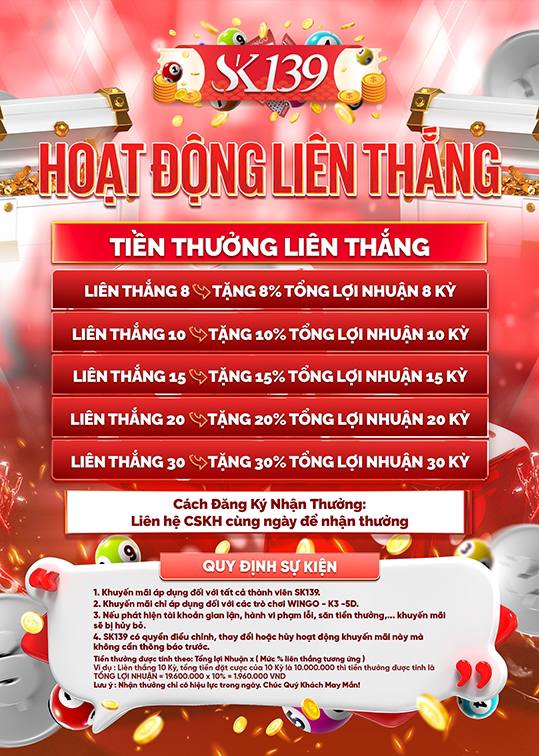 SK139
HOẠT ĐỘNG LIÊN THẮNG
TIỀN THƯỞNG LIÊN THẮNG
LIÊN THẮNG 8 TẶNG 8% TỔNG LỢI NHUẬN 8 KỲ
LIÊN THẮNG 10 TẶNG 10% TỔNG LỢI NHUẬN 10 KỲ
LIÊN THẮNG 15 TẶNG 15% TỔNG LỢI NHUẬN 15 KỲ
LIÊN THẮNG 20 TẶNG 20% TỔNG LỢI NHUẬN 20 KỲ
LIÊN THẮNG 30 TẶNG 30% TỔNG LỢI NHUẬN 30 KỲ
Cách Đăng Ký Nhận Thưởng:
Liên hệ CSKH cùng ngày để nhận thưởng
QUY ĐỊNH SỰ KIỆN
1. Khuyến mãi áp dụng đối với tất cả thành viên SK139.
2. Khuyến mãi chỉ áp dụng đối với các trò chơi WINGO - K3 -5D.
3. Nếu phát hiện tài khoản gian lận, hành vi phạm lỗi, săn tiền thưởng,... khuyến mãi
sẽ bị hủy bỏ.
4. SK139 có quyền điều chỉnh, thay đổi hoặc hủy hoạt động khuyến mãi này mà
không cần thông báo trước.
Tiền thưởng được tính theo: Tổng Lợi Nhuận x ( Mức % liên thắng tương ứng )
Ví dụ : Liên thắng 10 Kỳ, tổng tiền đặt cược của 10 Kỳ là 10.000.000 thì tiền thưởng được tính là
TỔNG LỢI NHUẬN = 19.600.000 x 10% = 1.960.000 VND
Lưu ý : Nhận thưởng chỉ có hiệu lực trong ngày. Chúc Quý Khách May Mắn!